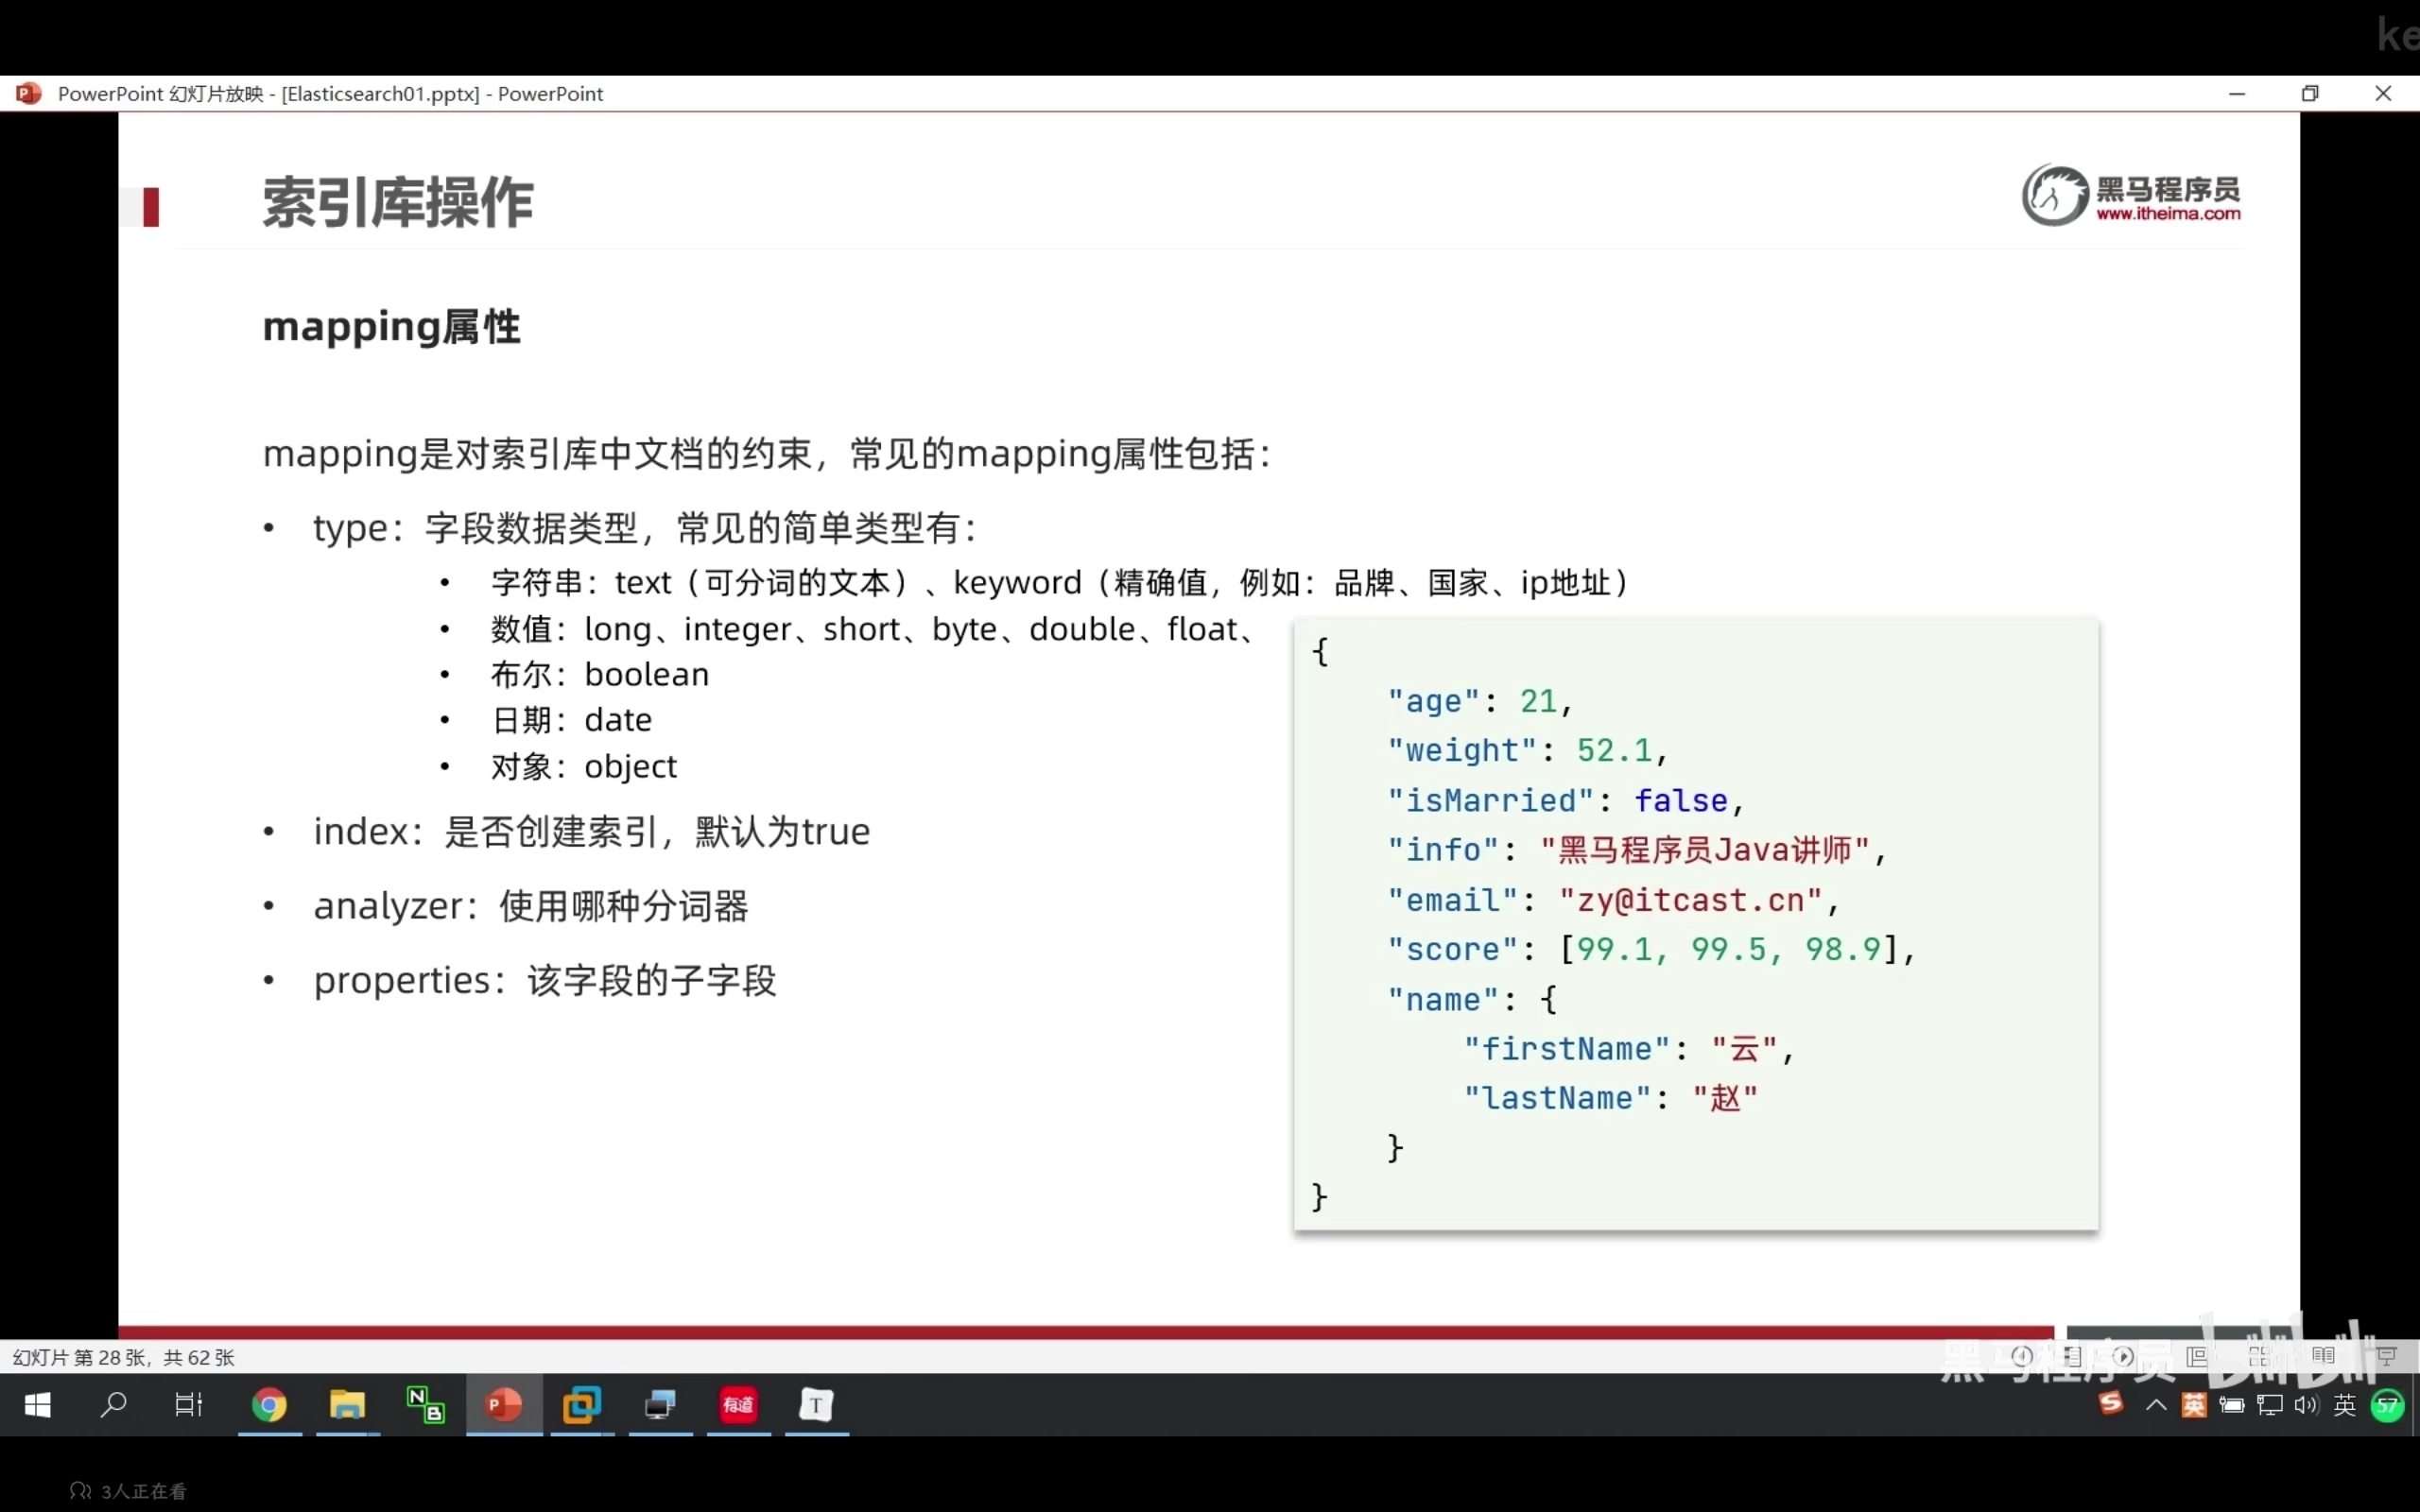 ke
PowerPoint 幻灯片放映 - [Elasticsearch01.pptx] - PowerPoint
索引库操作
黑马程序员
www.itheima.com
mapping属性
mapping是对索引库中文档的约束，常见的mapping属性包括：
• type：字段数据类型，常见的简单类型有：
• 字符串：text（可分词的文本）、keyword（精确值，例如：品牌、国家、ip地址）
• 数值：long、integer、short、byte、double、float、
• 布尔：boolean
• 日期：date
• 对象：object
• index：是否创建索引，默认为true
• analyzer：使用哪种分词器
• properties：该字段的子字段
{
"age": 21,
"weight": 52.1,
"isMarried": false,
"info": "黑马程序员Java讲师",
"email": "zy@itcast.cn",
"score": [99.1, 99.5, 98.9],
"name": {
"firstName": "云",
"lastName": "赵"
}
}
幻灯片 第 28 张，共 62 张
黑马程序员 bilibili
N B
P
有道
T
S 英 英 57
3人正在看